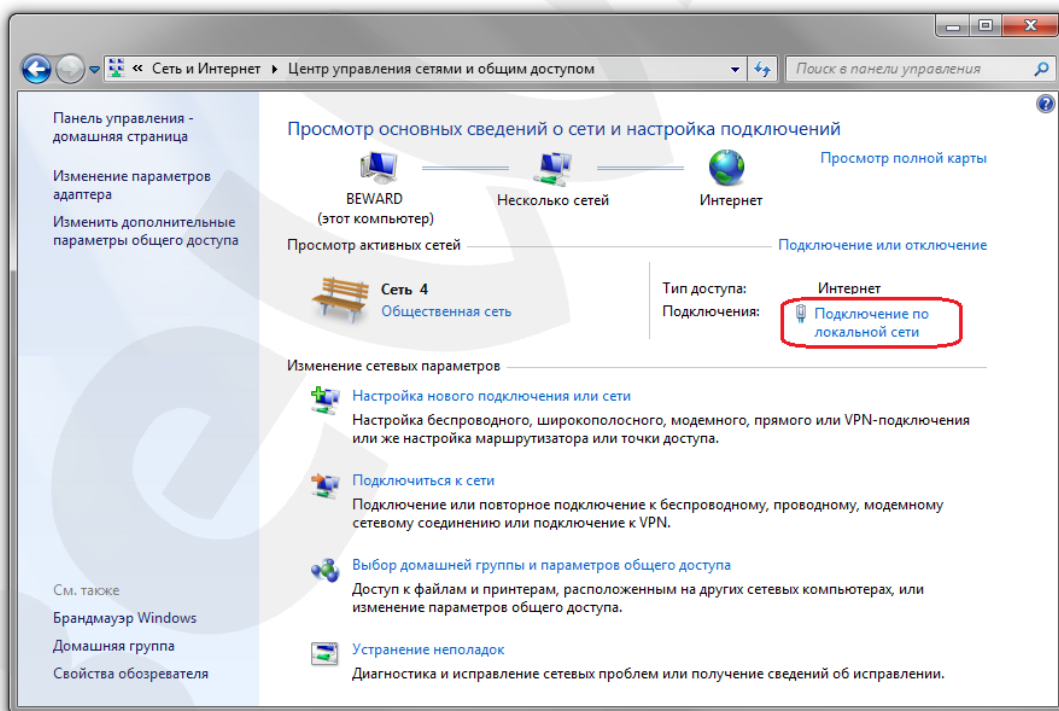 « Сеть и Интернет ▸ Центр управления сетями и общим доступом
Поиск в панели управления
Панель управления -
домашняя страница
Изменение параметров
адаптера
Изменить дополнительные
параметры общего доступа
См. также
Брандмауэр Windows
Домашняя группа
Свойства обозревателя
Просмотр основных сведений о сети и настройка подключений
Просмотр полной карты
BEWARD
(этот компьютер)
Несколько сетей
Интернет
Просмотр активных сетей
Подключение или отключение
Сеть 4
Общественная сеть
Тип доступа: Интернет
Подключения: Подключение по
локальной сети
Изменение сетевых параметров
Настройка нового подключения или сети
Настройка беспроводного, широкополосного, модемного, прямого или VPN-подключения
или же настройка маршрутизатора или точки доступа.
Подключиться к сети
Подключение или повторное подключение к беспроводному, проводному, модемному
сетевому соединению или подключение к VPN.
Выбор домашней группы и параметров общего доступа
Доступ к файлам и принтерам, расположенным на других сетевых компьютерах, или
изменение параметров общего доступа.
Устранение неполадок
Диагностика и исправление сетевых проблем или получение сведений об исправлении.